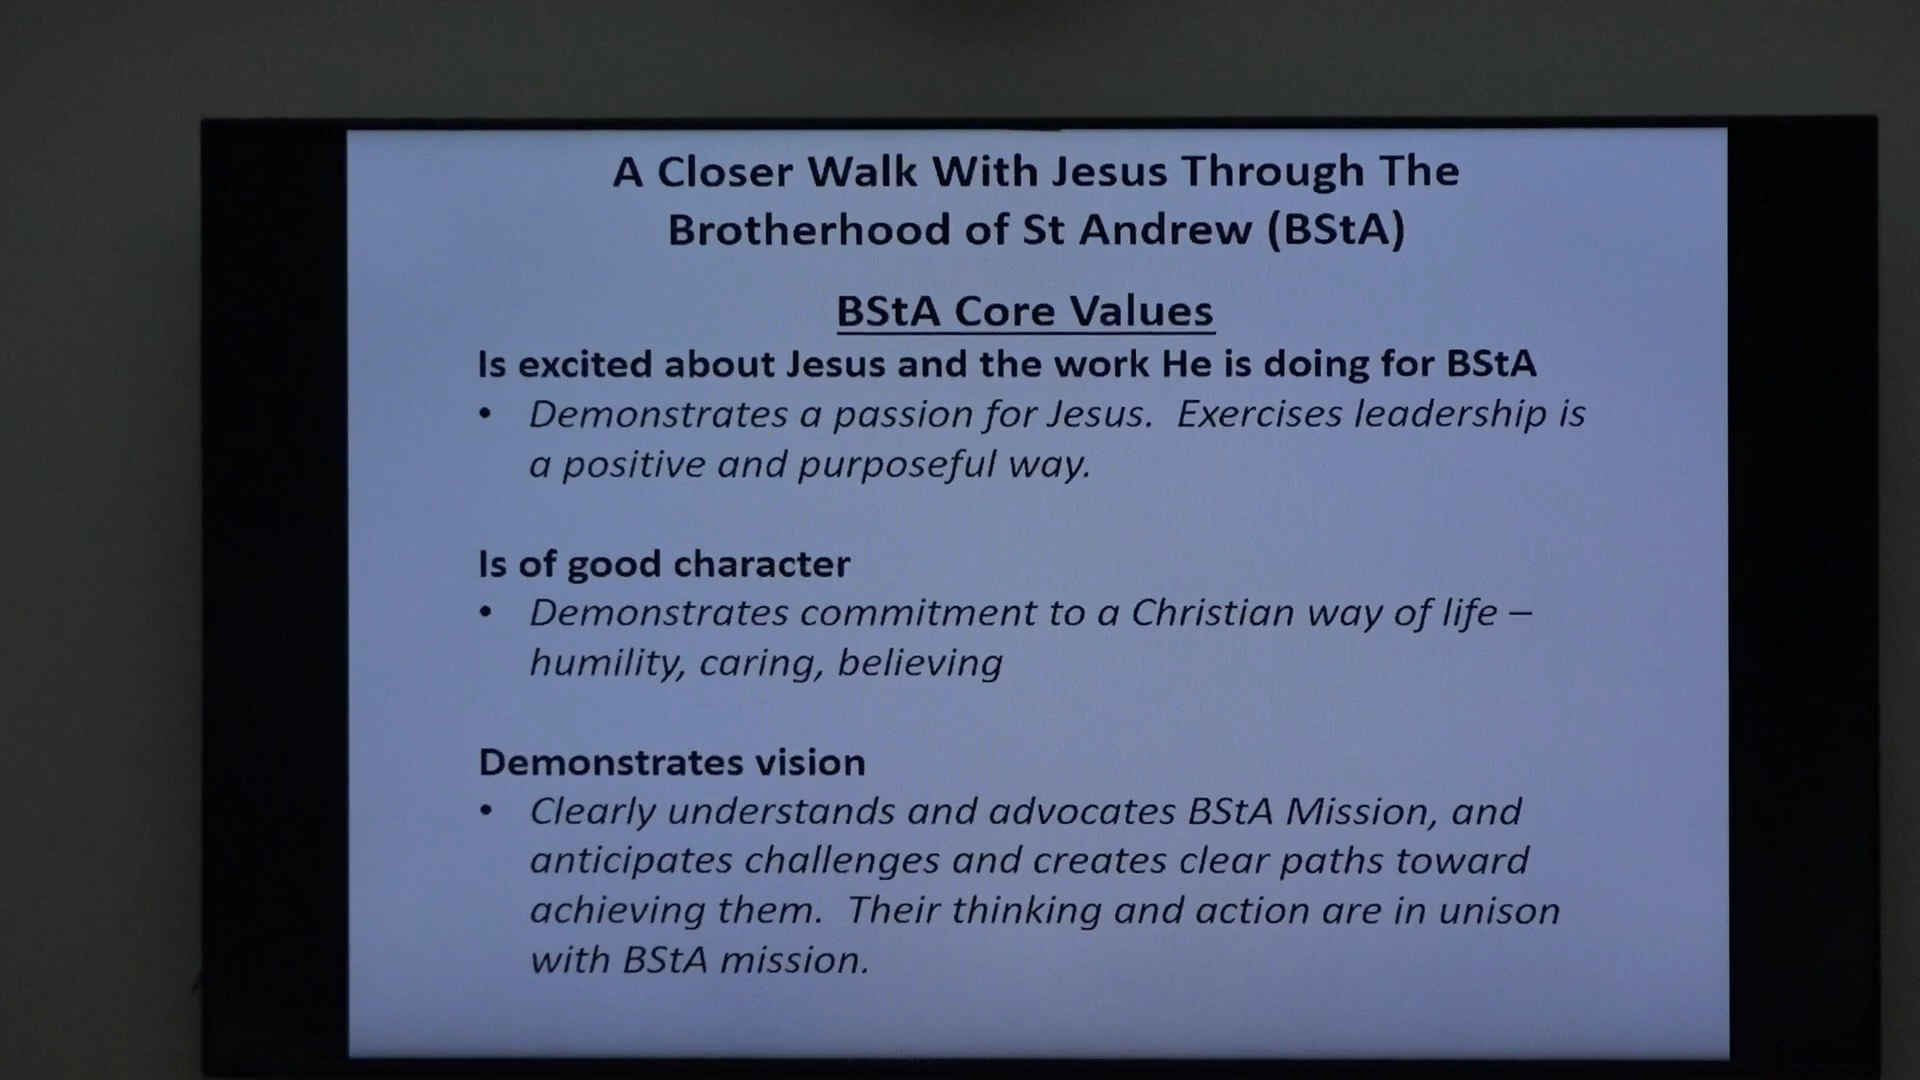 A Closer Walk With Jesus Through The
Brotherhood of St Andrew (BStA)
BStA Core Values
Is excited about Jesus and the work He is doing for BStA
• Demonstrates a passion for Jesus.  Exercises leadership is
a positive and purposeful way.
Is of good character
• Demonstrates commitment to a Christian way of life –
humility, caring, believing
Demonstrates vision
• Clearly understands and advocates BStA Mission, and
anticipates challenges and creates clear paths toward
achieving them.  Their thinking and action are in unison
with BStA mission.